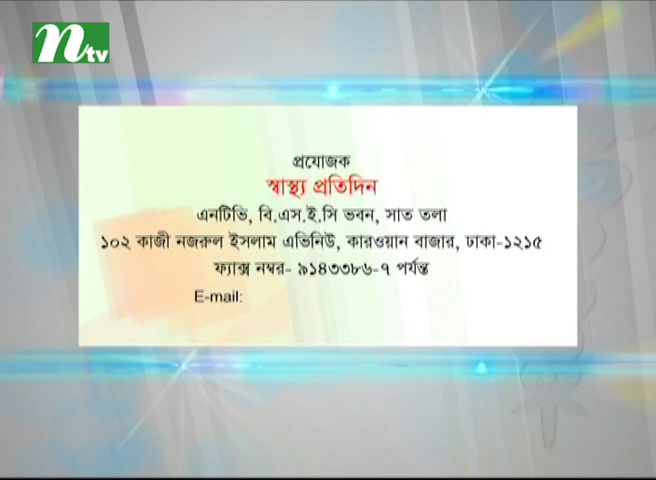 ntv
প্রযোজক
স্বাস্থ্য প্রতিদিন
এনটিভি, বি.এস.ই.সি ভবন, সাত তলা
১০২ কাজী নজরুল ইসলাম এভিনিউ, কারওয়ান বাজার, ঢাকা-১২১৫
ফ্যাক্স নম্বর- ৯১৪৩৩৮৬-৭ পর্যন্ত
E-mail: